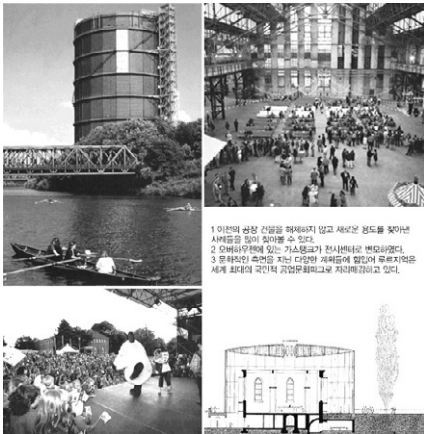 1 이전의 공장 건물을 해체하지 않고 새로운 용도를 찾아낸
사례들을 많이 찾아볼 수 있다.
2 오버하우젠에 있는 가스탱크가 전시센터로 변모하였다.
3 문화적인 측면을 지닌 다양한 계획들에 힘입어 루르지역은
세계 최대의 국민적 공업문화파크로 자리매김하고 있다.